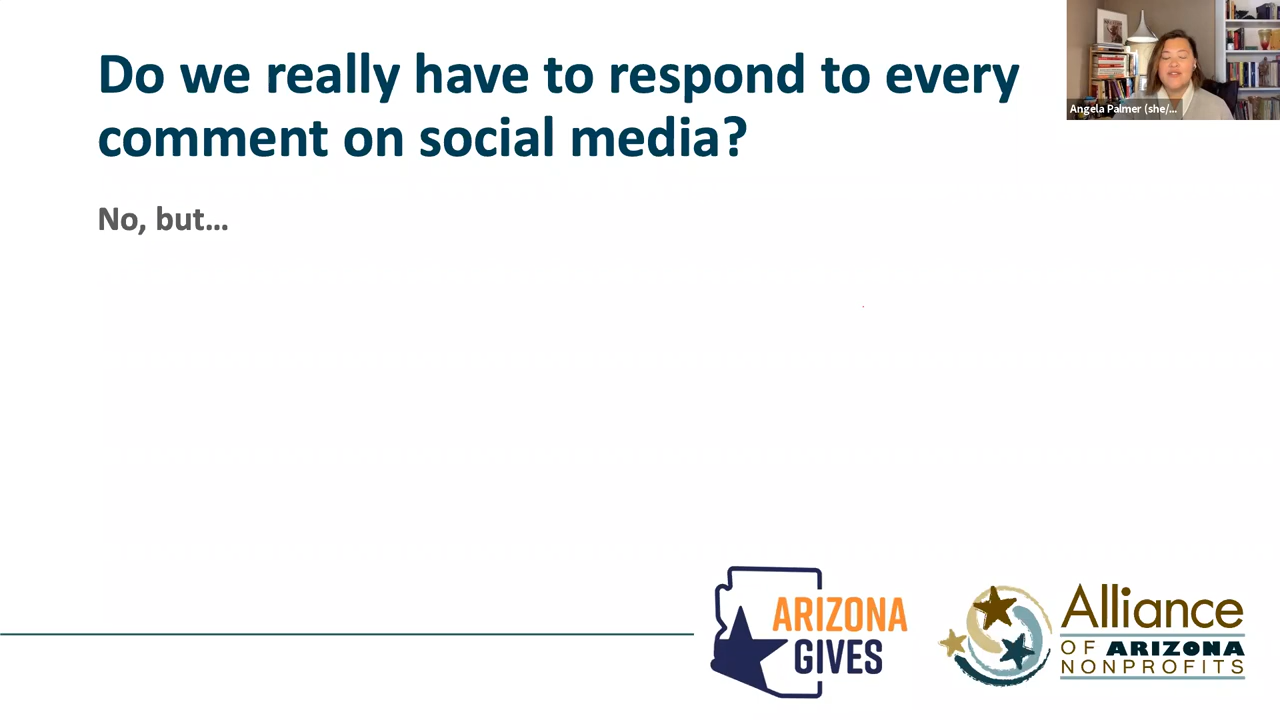 Do we really have to respond to every
comment on social media?
Angela Palmer (she/...
No, but...
ARIZONA
GIVES
Alliance
OF ARIZONA
NONPROFITS